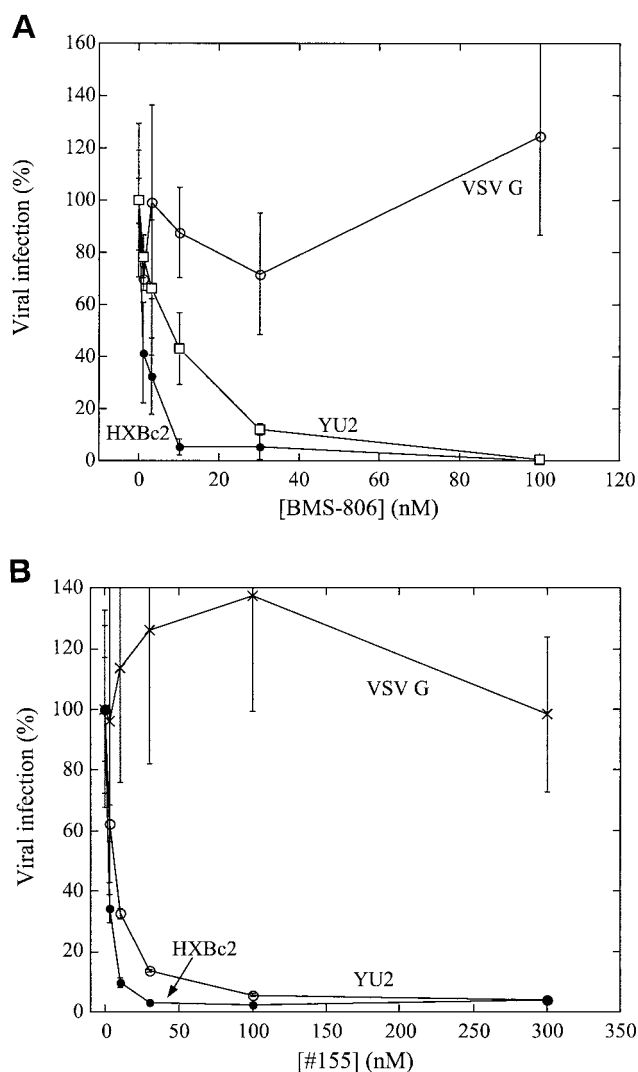 A
Viral infection (%)
160
140
120
100
80
60
40
20
0
VSV G
HXBc2
YU2
0 20 40 60 80 100 120
[BMS-806] (nM)
B
Viral infection (%)
140
120
100
80
60
40
20
0
VSV G
HXBc2
YU2
0 50 100 150 200 250 300 350
[#155] (nM)